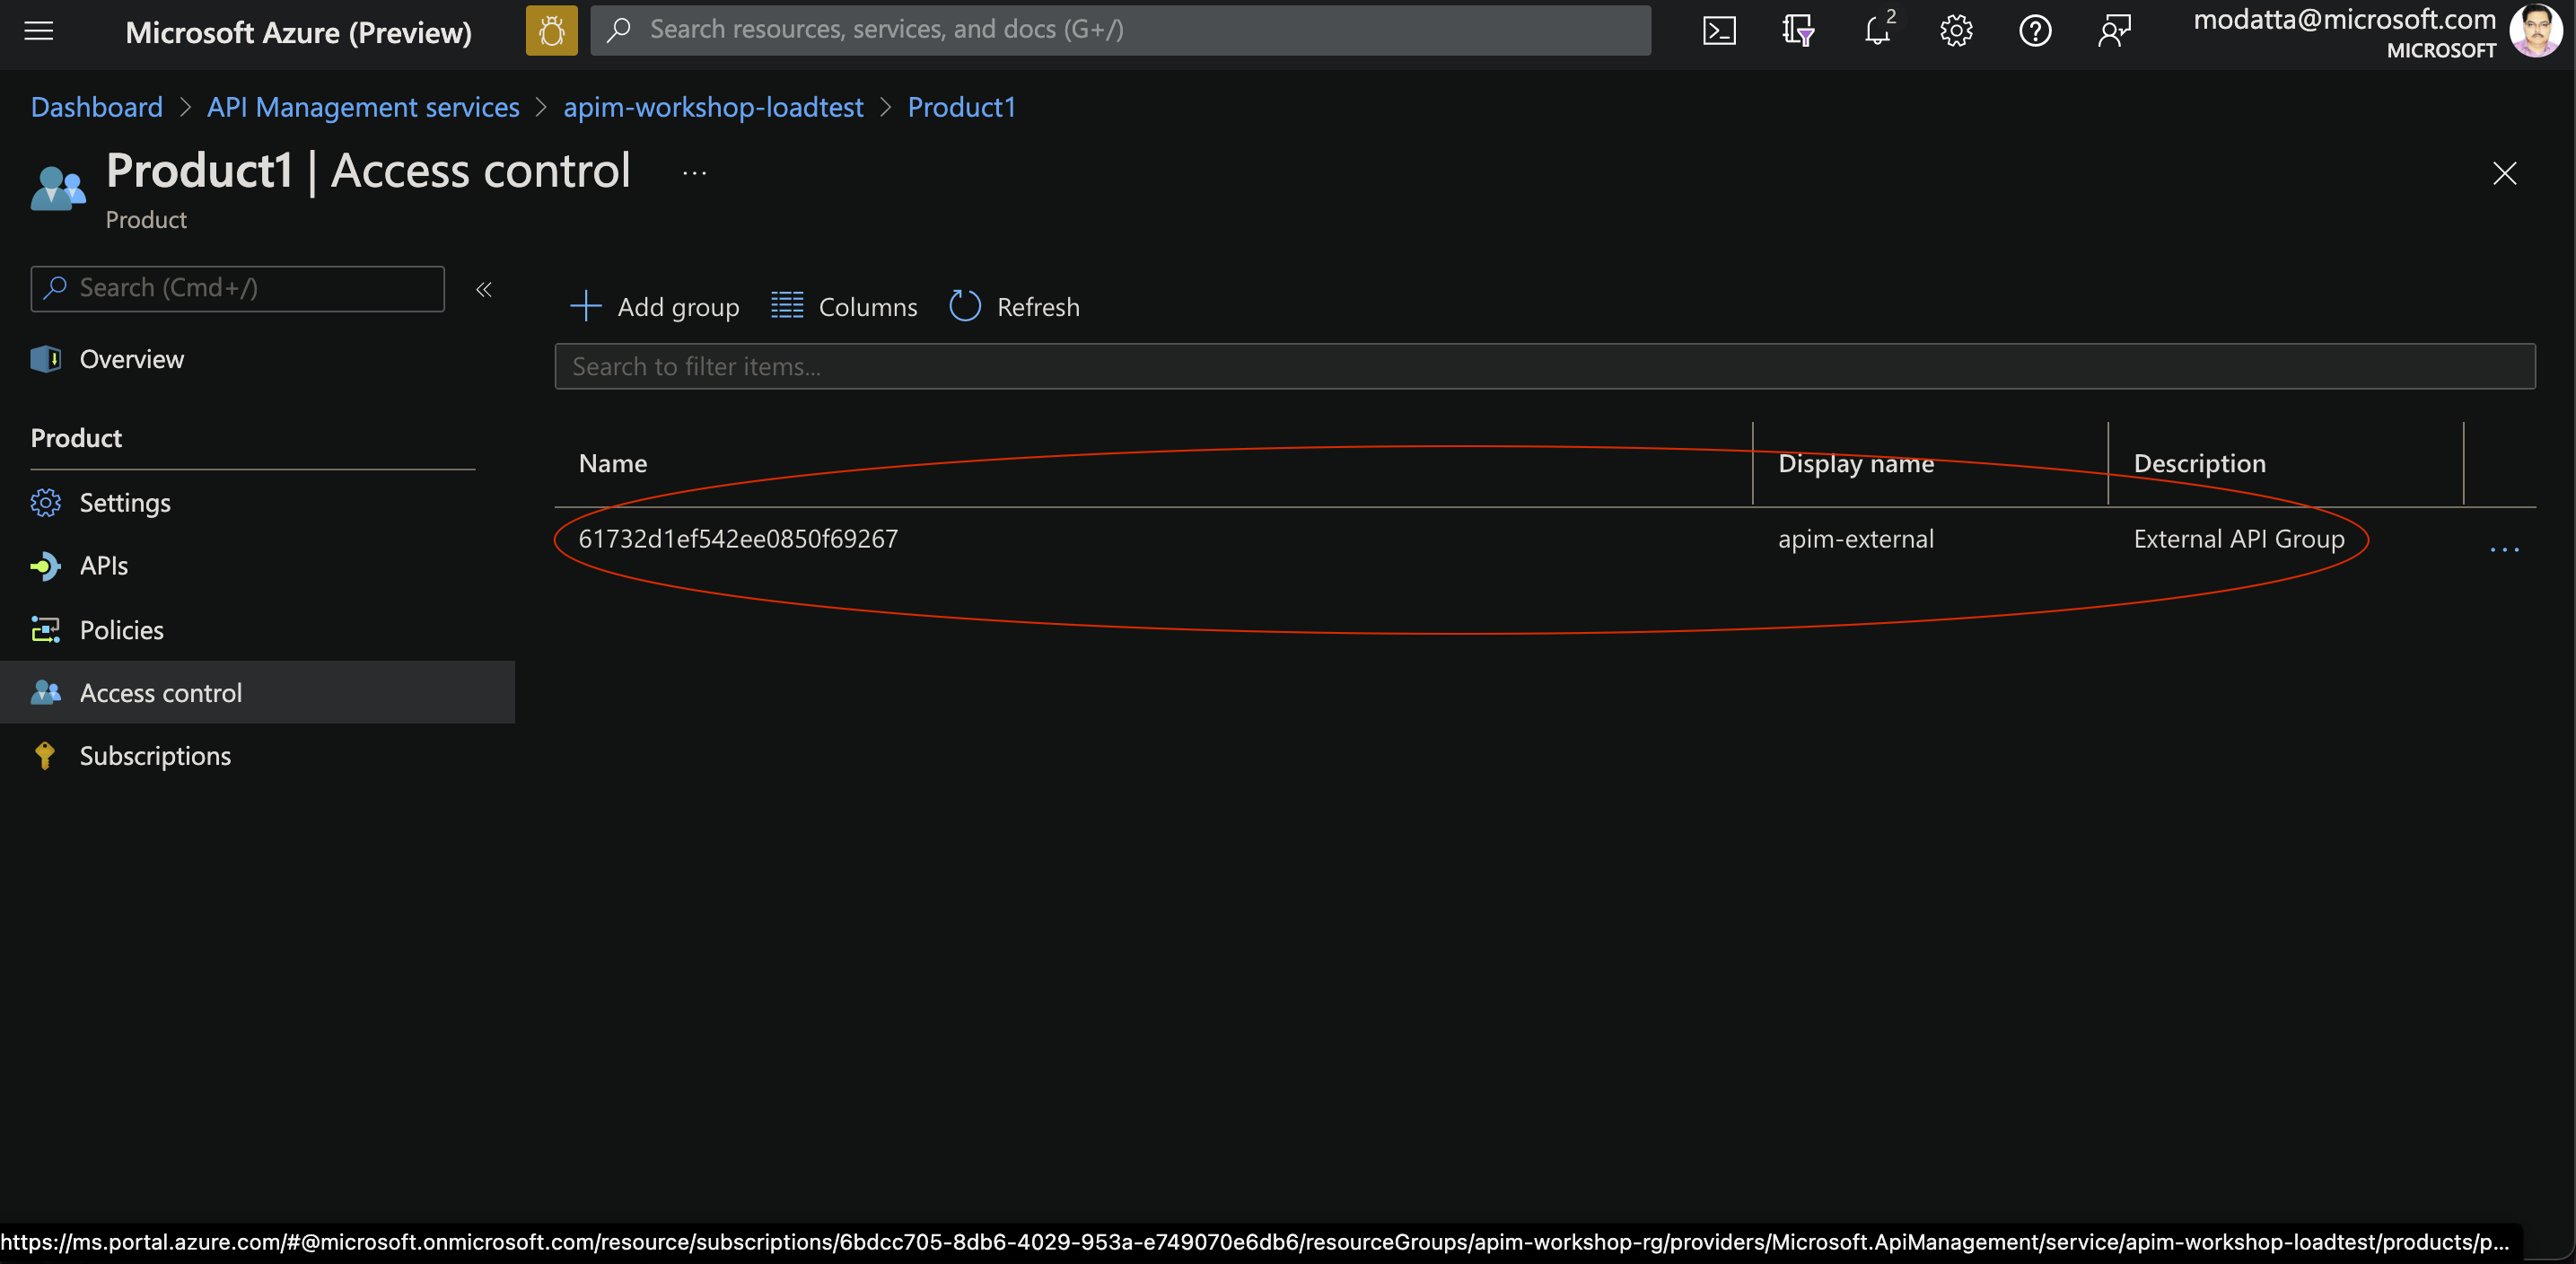 Microsoft Azure (Preview)
Search resources, services, and docs (G+/)
2
modatta@microsoft.com
MICROSOFT
Dashboard > API Management services > apim-workshop-loadtest > Product1
Product1 | Access control ...
Product
Search (Cmd+/)
«
Add group
Columns
Refresh
Search to filter items...
Overview
Product
Settings
APIs
Policies
Access control
Subscriptions
Name Display name Description
61732d1ef542ee0850f69267 apim-external External API Group ...
https://ms.portal.azure.com/#@microsoft.onmicrosoft.com/resource/subscriptions/6bdcc705-8db6-4029-953a-e749070e6db6/resourceGroups/apim-workshop-rg/providers/Microsoft.ApiManagement/service/apim-workshop-loadtest/products/p...